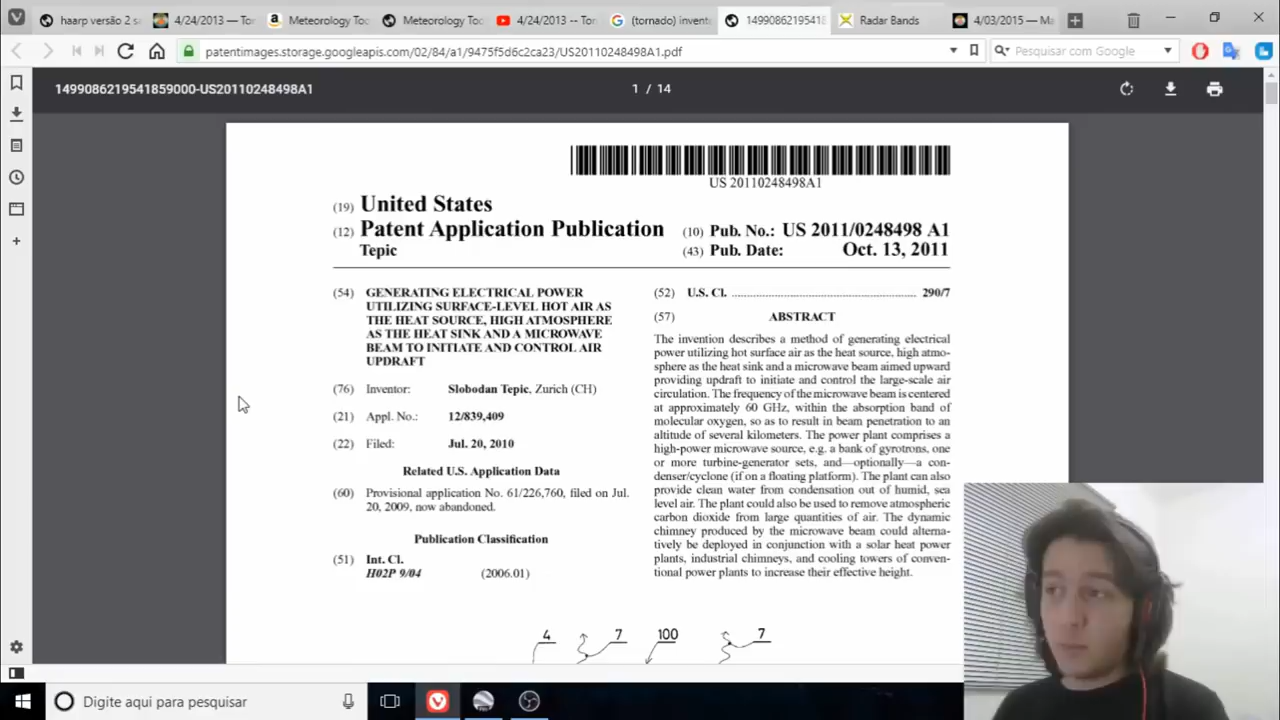 haarp versão 2 s
4/24/2013 — To
Meteorology Too
Meteorology Too
4/24/2013 -- Tor
(tornado) invent
14990862195418
Radar Bands
4/03/2015 — Ma
patentimages.storage.googleapis.com/02/84/a1/9475f5d6c2ca23/US20110248498A1.pdf
Pesquisar com Google
1499086219541859000-US20110248498A1
1 / 14
US 20110248498A1
(19) United States
(12) Patent Application Publication
Tepic
(10) Pub. No.: US 2011/0248498 A1
(43) Pub. Date: Oct. 13, 2011
(54) GENERATING ELECTRICAL POWER
UTILIZING SURFACE-LEVEL HOT AIR AS
THE HEAT SOURCE, HIGH ATMOSPHERE
AS THE HEAT SINK AND A MICROWAVE
BEAM TO INITIATE AND CONTROL AIR
UPDRAFT
(76) Inventor: Slobodan Tepic, Zurich (CH)
(21) Appl. No.: 12/839,409
(22) Filed: Jul. 20, 2010
Related U.S. Application Data
(60) Provisional application No. 61/226,760, filed on Jul.
20, 2009, now abandoned.
Publication Classification
(51) Int. Cl.
H02P 9/04 (2006.01)
(52) U.S. Cl. ........................................................ 290/7
(57) ABSTRACT
The invention describes a method of generating electrical
power utilizing hot surface air as the heat source, high atmo-
sphere as the heat sink and a microwave beam aimed upward
providing updraft to initiate and control the large-scale air
circulation. The frequency of the microwave beam is centered
at approximately 60 GHz, within the absorption band of
molecular oxygen, so as to result in beam penetration to an
altitude of several kilometers. The power plant comprises a
high-power microwave source, e.g. a bank of gyrotrons, one
or more turbine-generator sets, and—optionally—a con-
denser/cyclone (if on a floating platform). The plant can also
provide clean water from condensation out of humid, sea
level air. The plant could also be used to remove atmospheric
carbon dioxide from large quantities of air. The dynamic
chimney produced by the microwave beam could alterna-
tively be deployed in conjunction with a solar heat power
plants, industrial chimneys, and cooling towers of conven-
tional power plants to increase their effective height.
4 7 100 7
Digite aqui para pesquisar